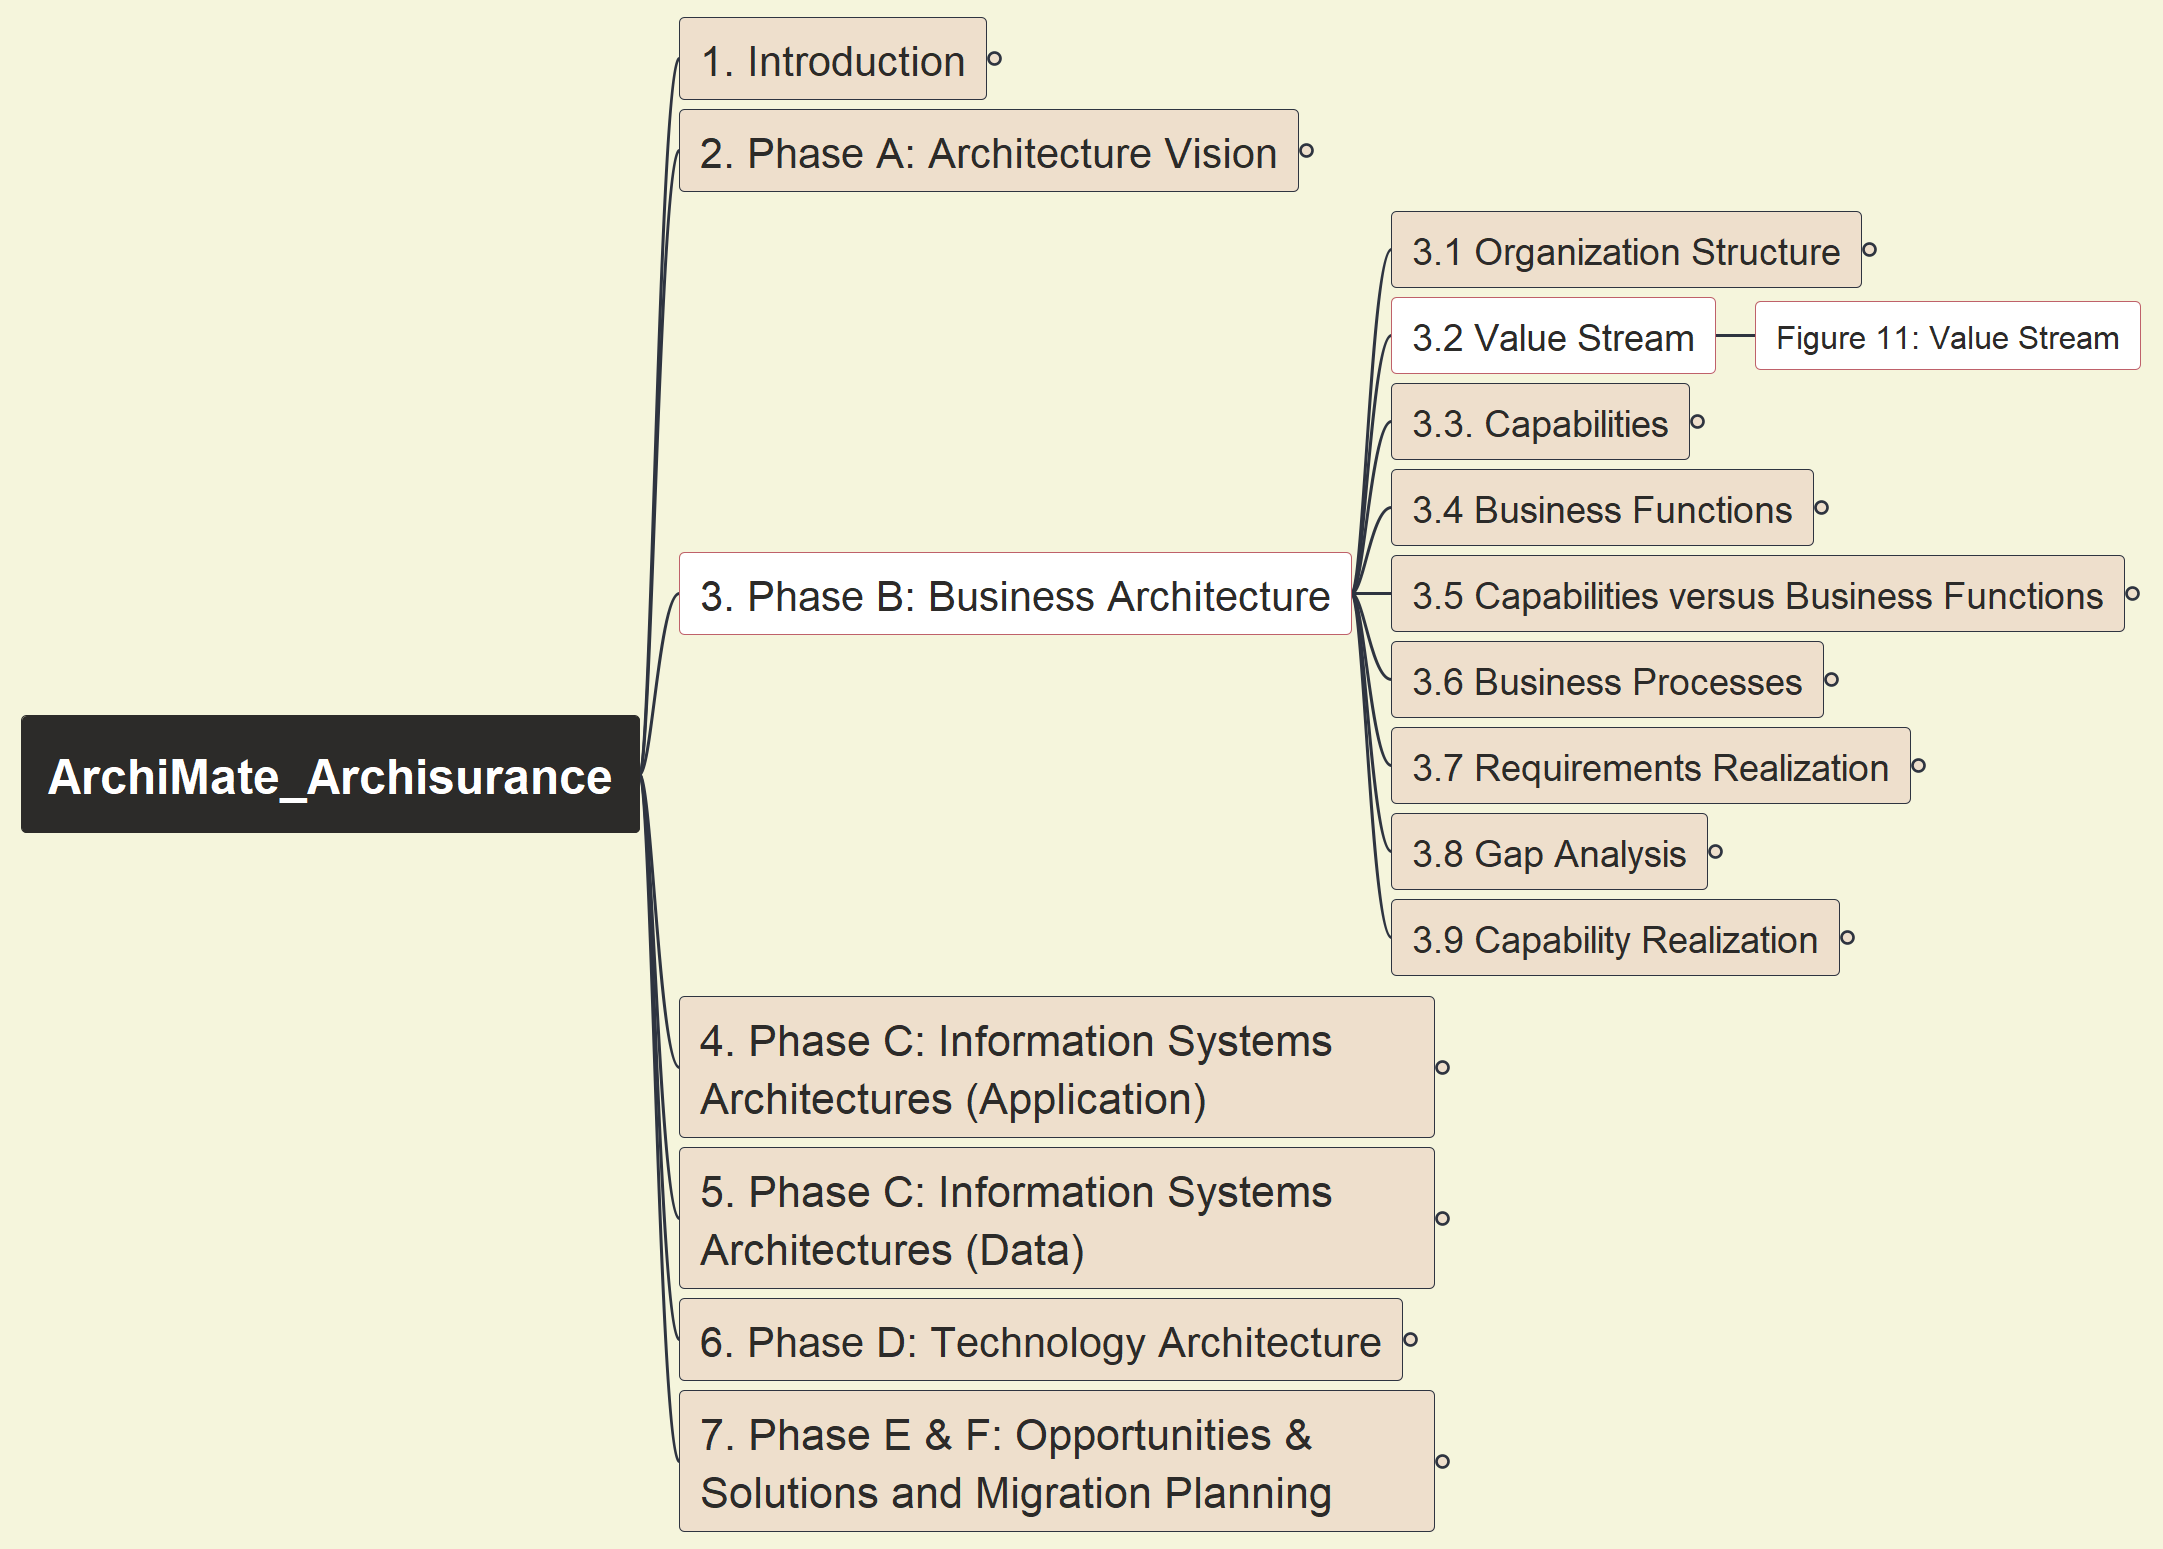 ArchiMate_Archisurance
1. Introduction
2. Phase A: Architecture Vision
3. Phase B: Business Architecture
3.1 Organization Structure
3.2 Value Stream
Figure 11: Value Stream
3.3. Capabilities
3.4 Business Functions
3.5 Capabilities versus Business Functions
3.6 Business Processes
3.7 Requirements Realization
3.8 Gap Analysis
3.9 Capability Realization
4. Phase C: Information Systems
Architectures (Application)
5. Phase C: Information Systems
Architectures (Data)
6. Phase D: Technology Architecture
7. Phase E & F: Opportunities &
Solutions and Migration Planning